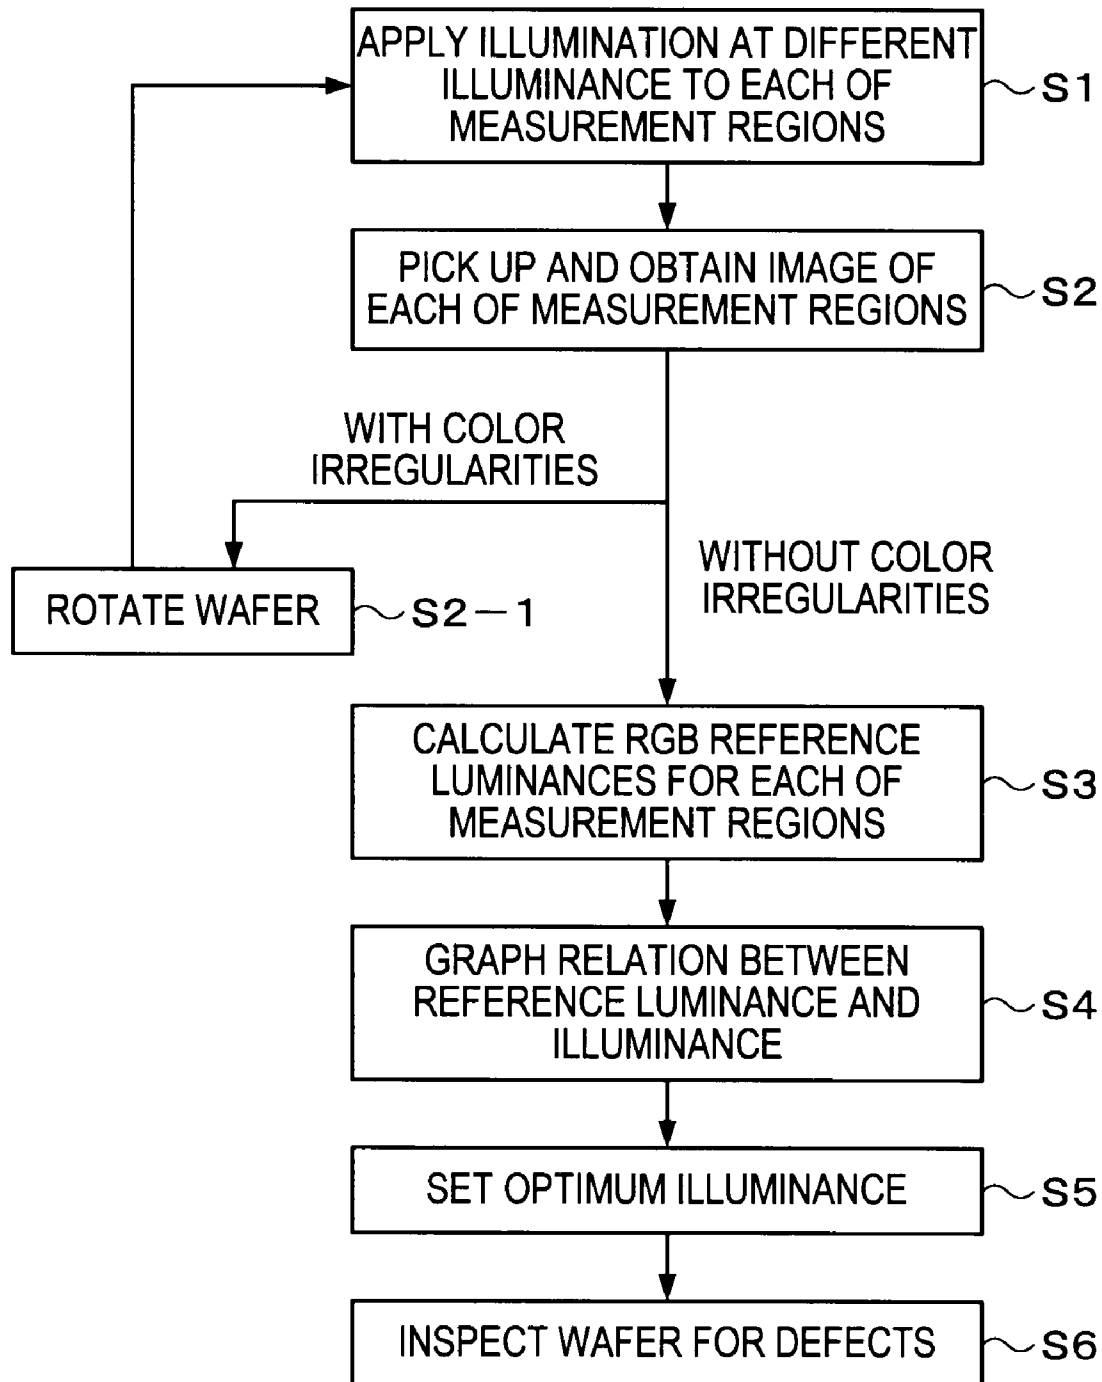 APPLY ILLUMINATION AT DIFFERENT
ILLUMINANCE TO EACH OF
MEASUREMENT REGIONS
S1
PICK UP AND OBTAIN IMAGE OF
EACH OF MEASUREMENT REGIONS
S2
WITH COLOR
IRREGULARITIES
WITHOUT COLOR
IRREGULARITIES
ROTATE WAFER
S2-1
CALCULATE RGB REFERENCE
LUMINANCES FOR EACH OF
MEASUREMENT REGIONS
S3
GRAPH RELATION BETWEEN
REFERENCE LUMINANCE AND
ILLUMINANCE
S4
SET OPTIMUM ILLUMINANCE
S5
INSPECT WAFER FOR DEFECTS
S6